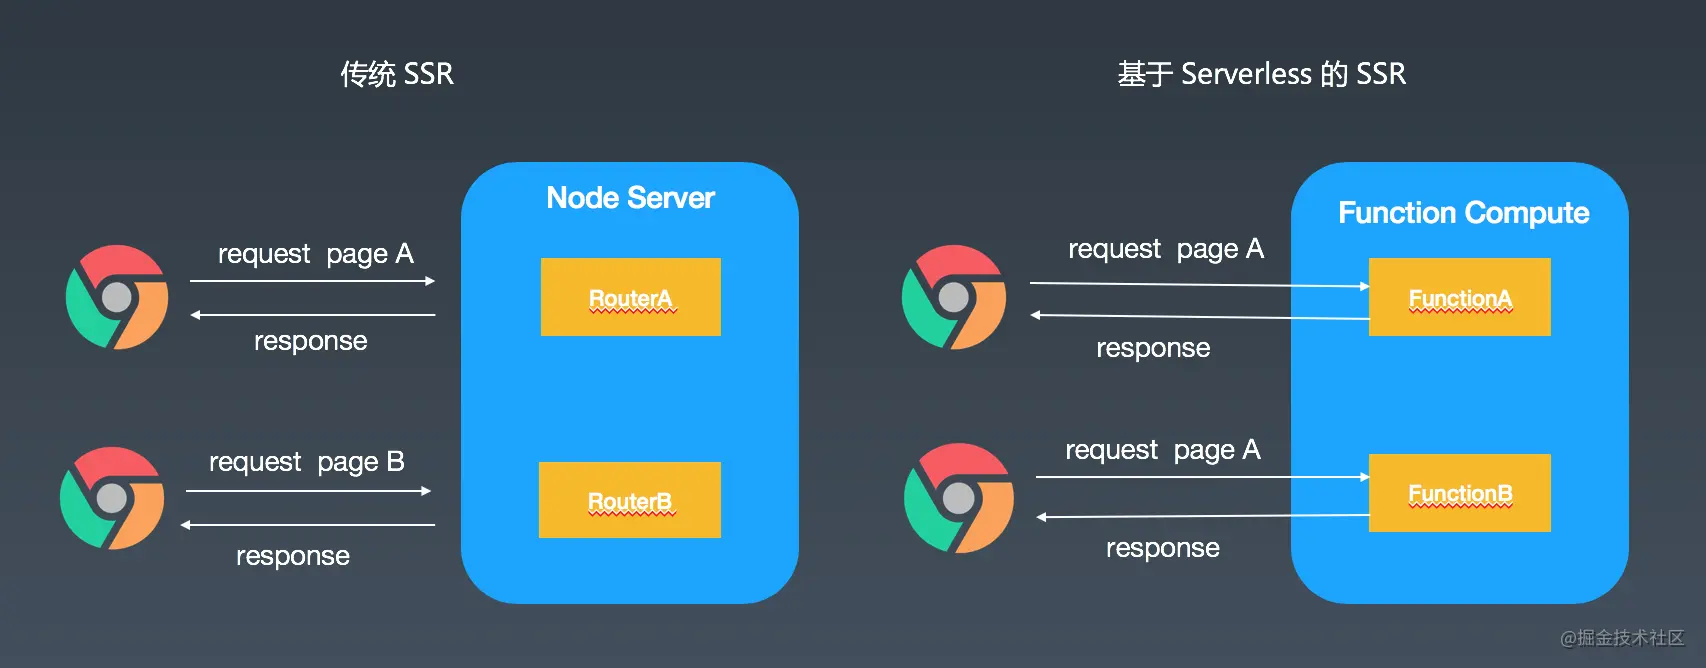 传统 SSR
Node Server
request page A
RouterA
response
request page B
RouterB
response
基于 Serverless 的 SSR
Function Compute
request page A
FunctionA
response
request page A
FunctionB
response
@掘金技术社区